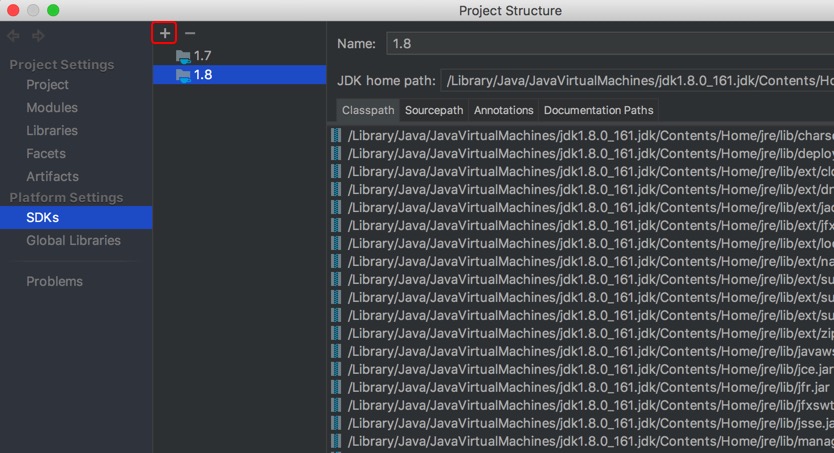 Project Structure
Project Settings
Project
Modules
Libraries
Facets
Artifacts
Platform Settings
SDKs
Global Libraries
Problems
1.7
1.8
Name: 1.8
JDK home path: /Library/Java/JavaVirtualMachines/jdk1.8.0_161.jdk/Contents/Ho
Classpath Sourcepath Annotations Documentation Paths
/Library/Java/JavaVirtualMachines/jdk1.8.0_161.jdk/Contents/Home/jre/lib/charse
/Library/Java/JavaVirtualMachines/jdk1.8.0_161.jdk/Contents/Home/jre/lib/deploy
/Library/Java/JavaVirtualMachines/jdk1.8.0_161.jdk/Contents/Home/jre/lib/ext/clo
/Library/Java/JavaVirtualMachines/jdk1.8.0_161.jdk/Contents/Home/jre/lib/ext/dn
/Library/Java/JavaVirtualMachines/jdk1.8.0_161.jdk/Contents/Home/jre/lib/ext/jac
/Library/Java/JavaVirtualMachines/jdk1.8.0_161.jdk/Contents/Home/jre/lib/ext/jfx
/Library/Java/JavaVirtualMachines/jdk1.8.0_161.jdk/Contents/Home/jre/lib/ext/loc
/Library/Java/JavaVirtualMachines/jdk1.8.0_161.jdk/Contents/Home/jre/lib/ext/na
/Library/Java/JavaVirtualMachines/jdk1.8.0_161.jdk/Contents/Home/jre/lib/ext/su
/Library/Java/JavaVirtualMachines/jdk1.8.0_161.jdk/Contents/Home/jre/lib/ext/su
/Library/Java/JavaVirtualMachines/jdk1.8.0_161.jdk/Contents/Home/jre/lib/ext/su
/Library/Java/JavaVirtualMachines/jdk1.8.0_161.jdk/Contents/Home/jre/lib/ext/zip
/Library/Java/JavaVirtualMachines/jdk1.8.0_161.jdk/Contents/Home/jre/lib/javaws
/Library/Java/JavaVirtualMachines/jdk1.8.0_161.jdk/Contents/Home/jre/lib/jce.jar
/Library/Java/JavaVirtualMachines/jdk1.8.0_161.jdk/Contents/Home/jre/lib/jfr.jar
/Library/Java/JavaVirtualMachines/jdk1.8.0_161.jdk/Contents/Home/jre/lib/jfxswt
/Library/Java/JavaVirtualMachines/jdk1.8.0_161.jdk/Contents/Home/jre/lib/jsse.ja
/Library/Java/JavaVirtualMachines/jdk1.8.0_161.jdk/Contents/Home/jre/lib/manag